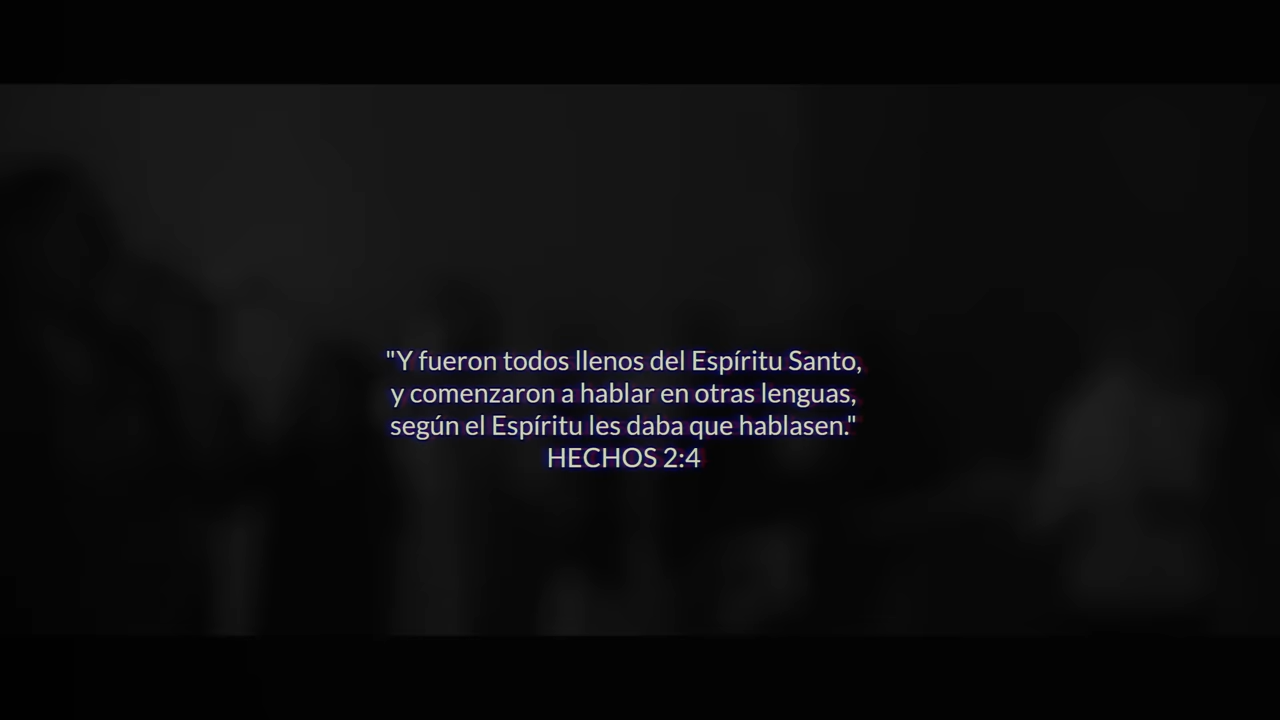 "Y fueron todos llenos del Espíritu Santo,
y comenzaron a hablar en otras lenguas,
según el Espíritu les daba que hablasen."
HECHOS 2:4